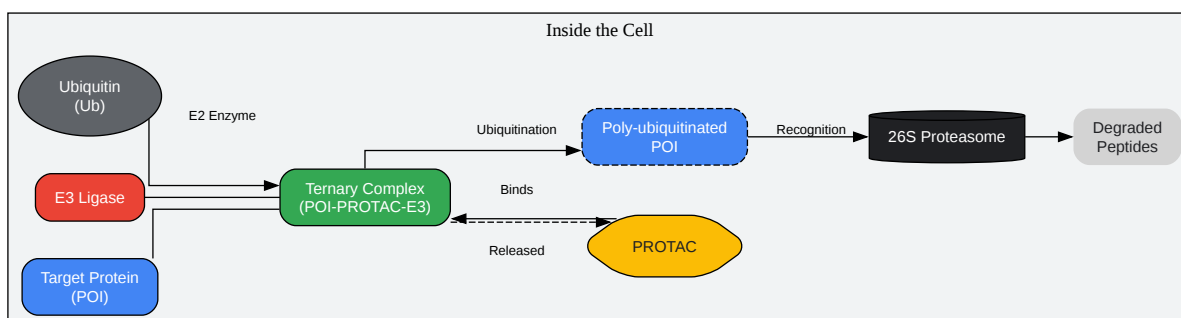 Inside the Cell
Ubiquitin
(Ub)
E2 Enzyme
E3 Ligase
Target Protein
(POI)
Ternary Complex
(POI-PROTAC-E3)
Ubiquitination
Binds
Released
PROTAC
Poly-ubiquitinated
POI
Recognition
26S Proteasome
Degraded
Peptides